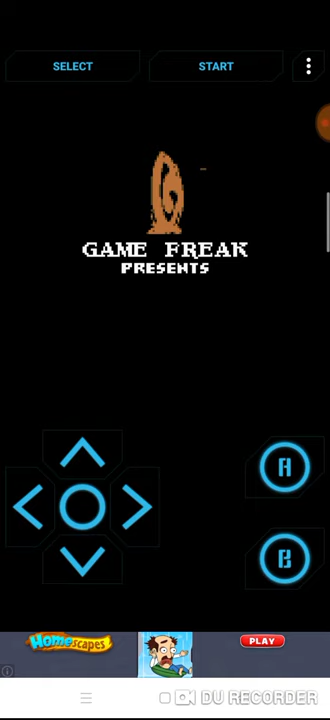 SELECT START
GAME FREAK
PRESENTS
A
B
Homescapes PLAY
DU RECORDER